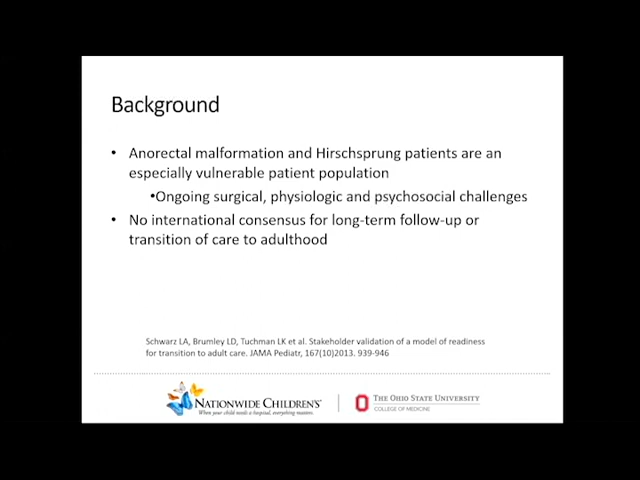 Background
• Anorectal malformation and Hirschsprung patients are an
especially vulnerable patient population
•Ongoing surgical, physiologic and psychosocial challenges
• No international consensus for long-term follow-up or
transition of care to adulthood
Schwarz LA, Brumley LD, Tuchman LK et al. Stakeholder validation of a model of readiness
for transition to adult care. JAMA Pediatr, 167(10)2013. 939-946
NATIONWIDE CHILDREN'S
When your child needs a hospital, everything matters.
THE OHIO STATE UNIVERSITY
COLLEGE OF MEDICINE